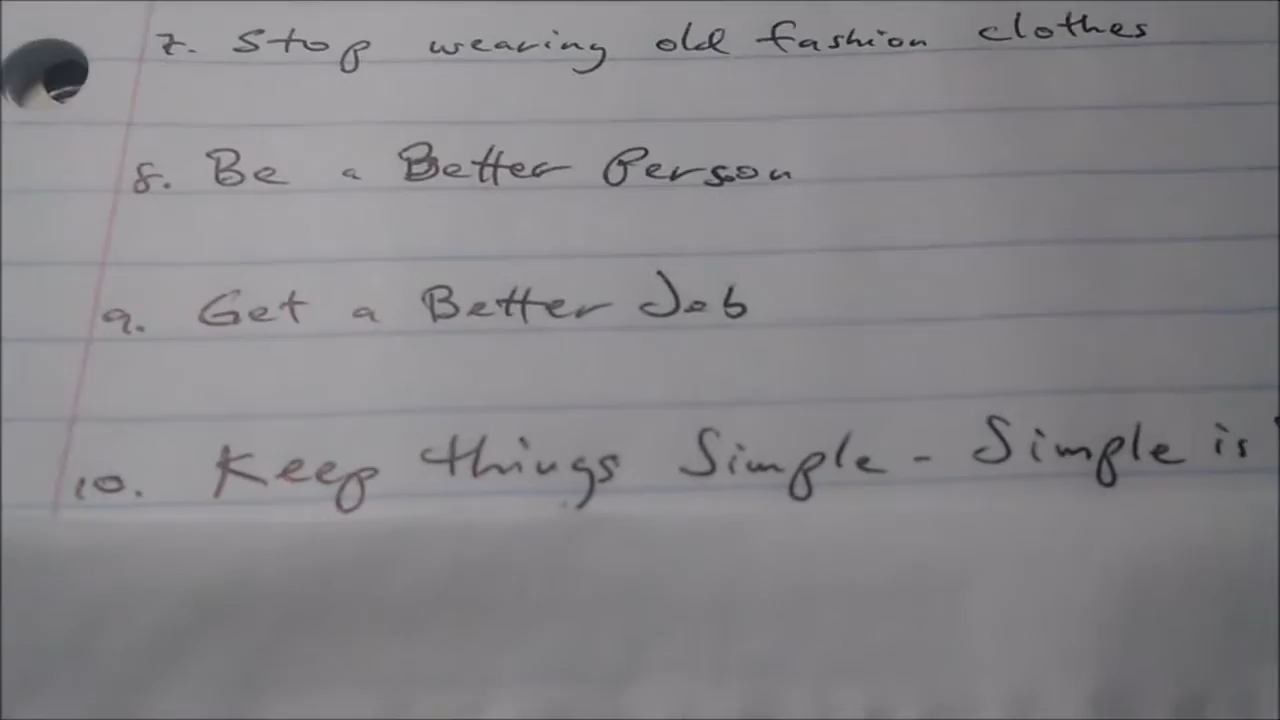 7. Stop wearing old fashion clothes
8. Be a Better Person
9. Get a Better Job
10. Keep things Simple - Simple is